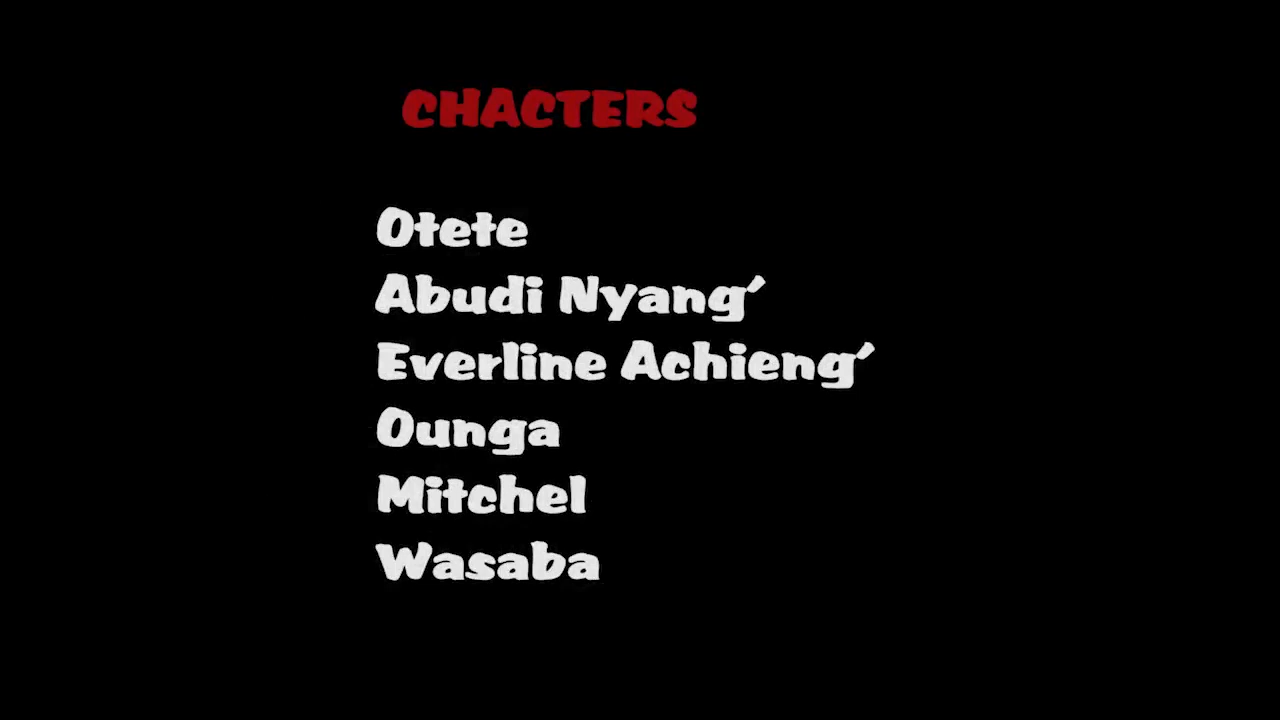 CHACTERS
Otete
Abudi Nyang'
Everline Achieng'
Ounga
Mitchel
Wasaba